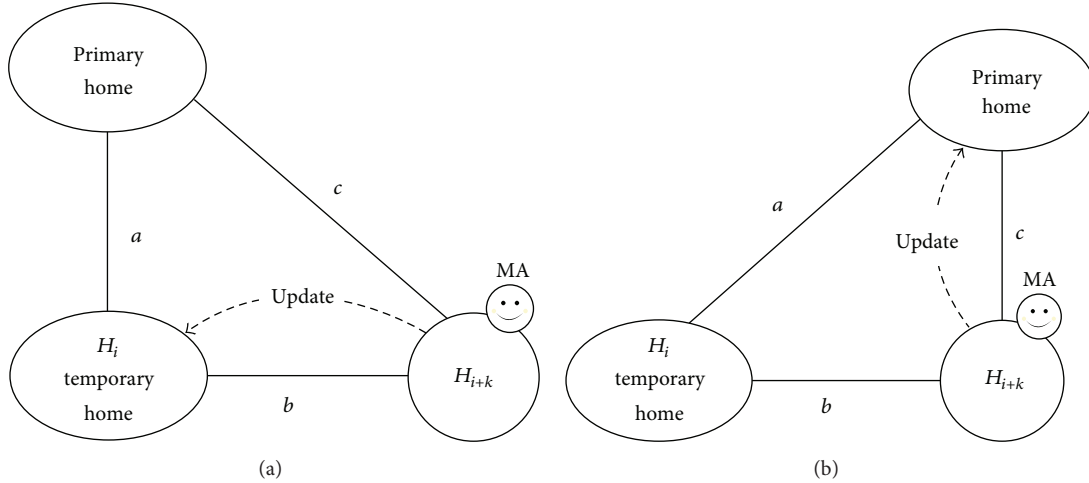 Primary
home
a
c
Update
MA
H_i
temporary
home
b
H_{i+k}
(a)
Primary
home
a
Update
c
MA
H_i
temporary
home
b
H_{i+k}
(b)